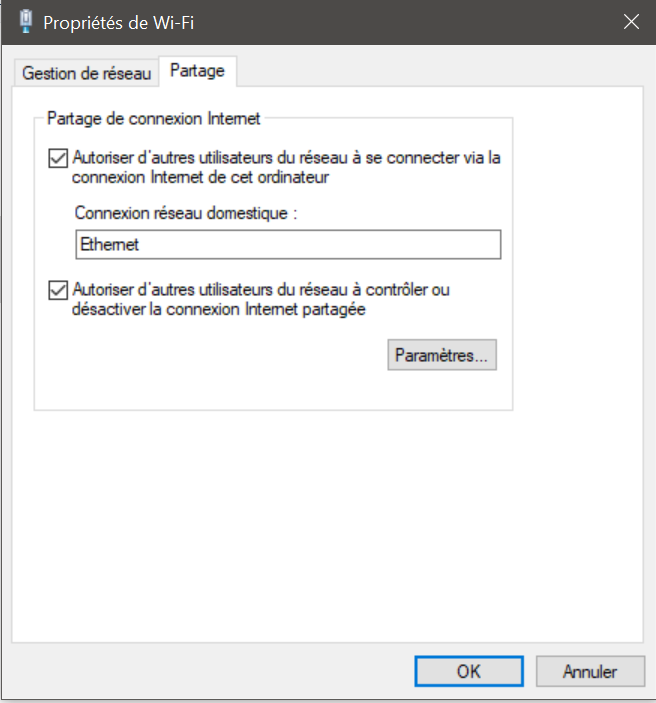 Propriétés de Wi-Fi
Gestion de réseau
Partage
Partage de connexion Internet
Autoriser d'autres utilisateurs du réseau à se connecter via la
connexion Internet de cet ordinateur
Connexion réseau domestique :
Ethernet
Autoriser d'autres utilisateurs du réseau à contrôler ou
désactiver la connexion Internet partagée
Paramètres...
OK
Annuler